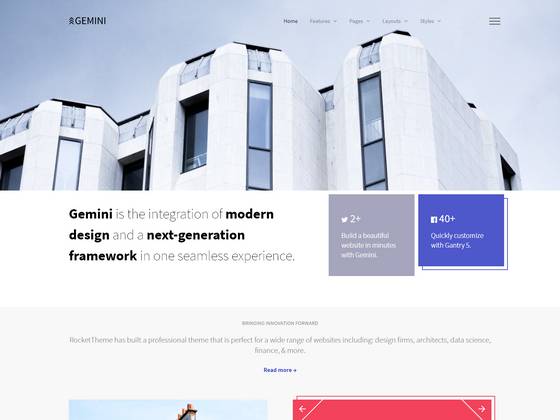 GEMINI
Home Features Pages Layouts Styles
Gemini is the integration of modern
design and a next-generation
framework in one seamless experience.
2+
Build a beautiful
website in minutes
with Gemini.
40+
Quickly customize
with Gantry 5.
BRINGING INNOVATION FORWARD
RocketTheme has built a professional theme that is perfect for a wide range of websites including: design firms, architects, data science,
finance, & more.
Read more